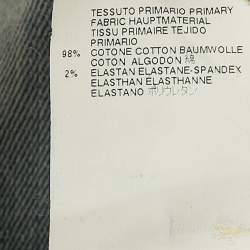 TESSUTO PRIMARIO PRIMARY
FABRIC HAUPTMATERIAL
TISSU PRIMAIRE TEJIDO
PRIMARIO
98% COTONE COTTON BAUMWOLLE
COTON ALGODON 綿
2% ELASTAN ELASTANE-SPANDEX
ELASTHAN ELASTHANNE
ELASTANO ポリウレタン